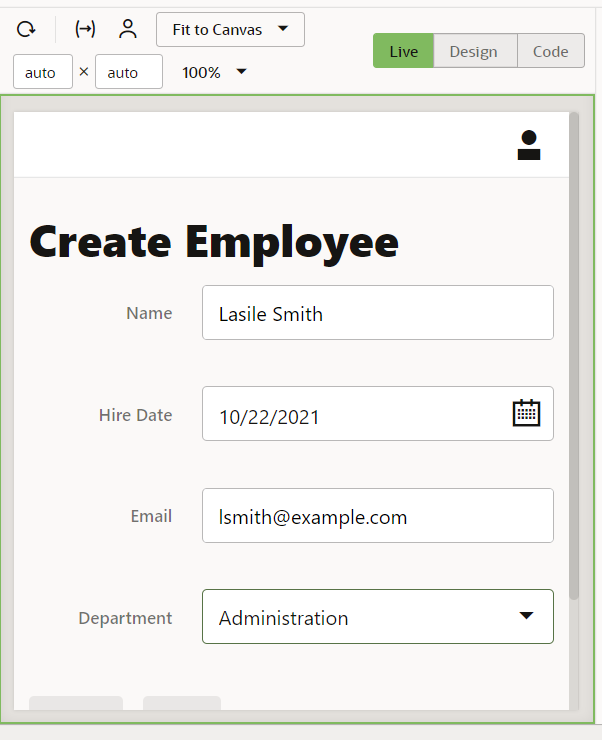 Fit to Canvas
Live Design Code
auto × auto 100%
Create Employee
Name Lasile Smith
Hire Date 10/22/2021
Email lsmith@example.com
Department Administration